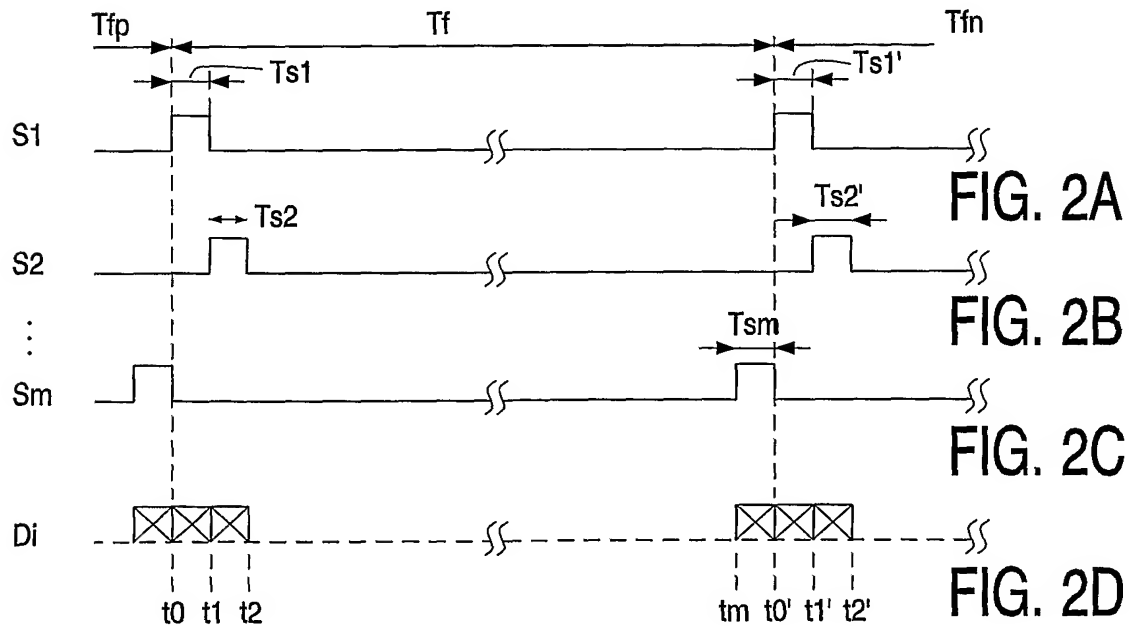 Tfp Tf Tfn
Ts1 Ts1'
S1
FIG. 2A
Ts2 Ts2'
S2
FIG. 2B
⋮
Tsm
Sm
FIG. 2C
Di
t0 t1 t2 tm t0' t1' t2'
FIG. 2D